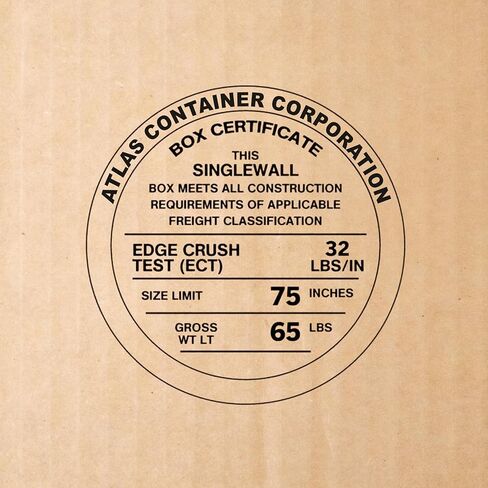 ATLAS CONTAINER CORPORATION
BOX CERTIFICATE
THIS
SINGLEWALL
BOX MEETS ALL CONSTRUCTION
REQUIREMENTS OF APPLICABLE
FREIGHT CLASSIFICATION
EDGE CRUSH 32
TEST (ECT) LBS/IN
SIZE LIMIT 75 INCHES
GROSS 65 LBS
WT LT